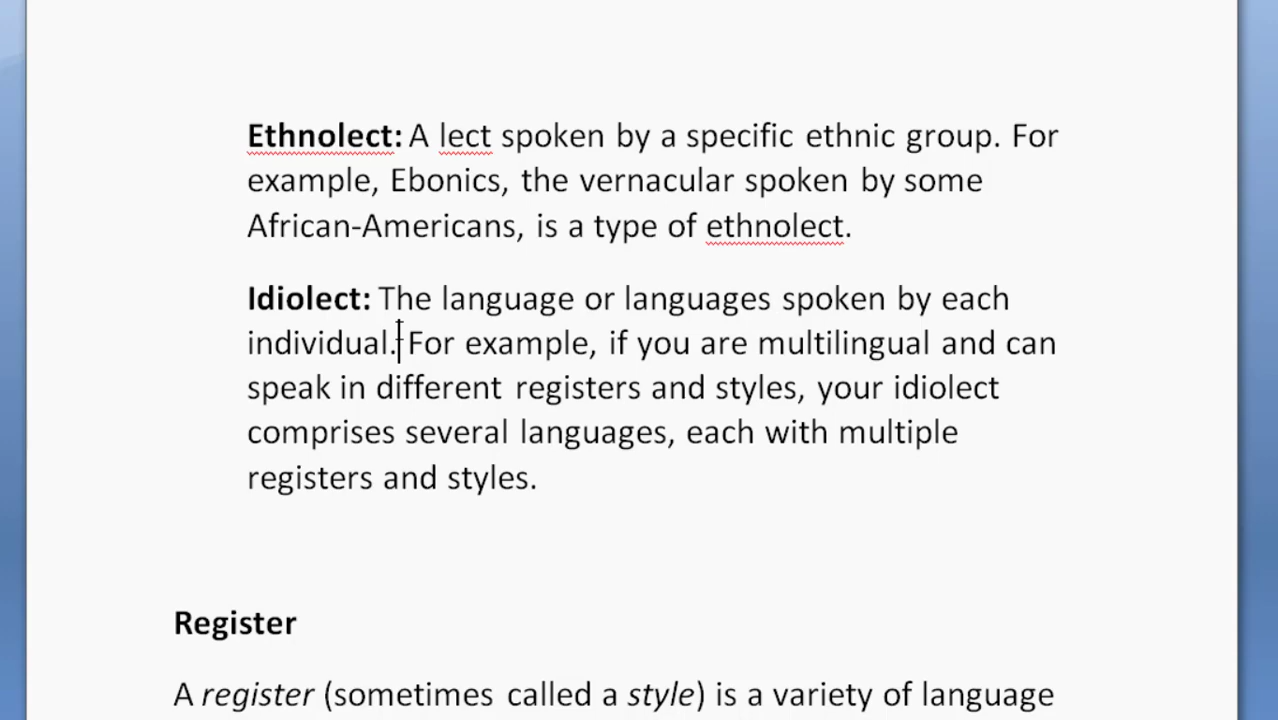 Ethnolect: A lect spoken by a specific ethnic group. For
example, Ebonics, the vernacular spoken by some
African-Americans, is a type of ethnolect.
Idiolect: The language or languages spoken by each
individual. For example, if you are multilingual and can
speak in different registers and styles, your idiolect
comprises several languages, each with multiple
registers and styles.
Register
A register (sometimes called a style) is a variety of language